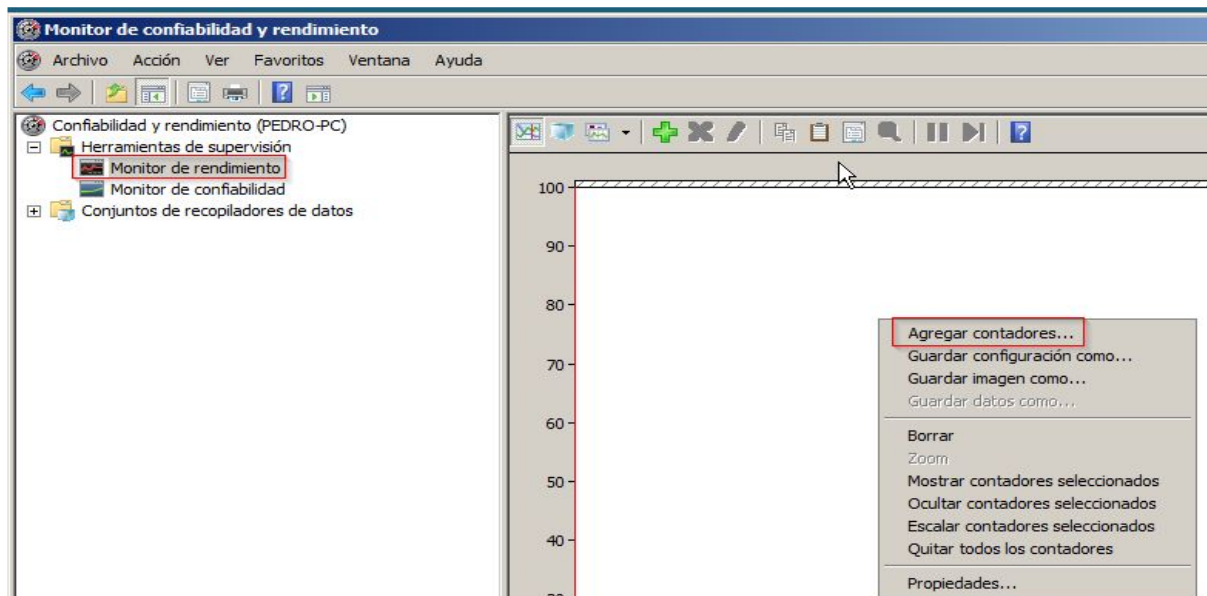 Monitor de confiabilidad y rendimiento
Archivo Acción Ver Favoritos Ventana Ayuda
Confiabilidad y rendimiento (PEDRO-PC)
Herramientas de supervisión
Monitor de rendimiento
Monitor de confiabilidad
Conjuntos de recopiladores de datos
100
90
80
70
60
50
40
Agregar contadores...
Guardar configuración como...
Guardar imagen como...
Guardar datos como...
Borrar
Zoom
Mostrar contadores seleccionados
Ocultar contadores seleccionados
Escalar contadores seleccionados
Quitar todos los contadores
Propiedades...